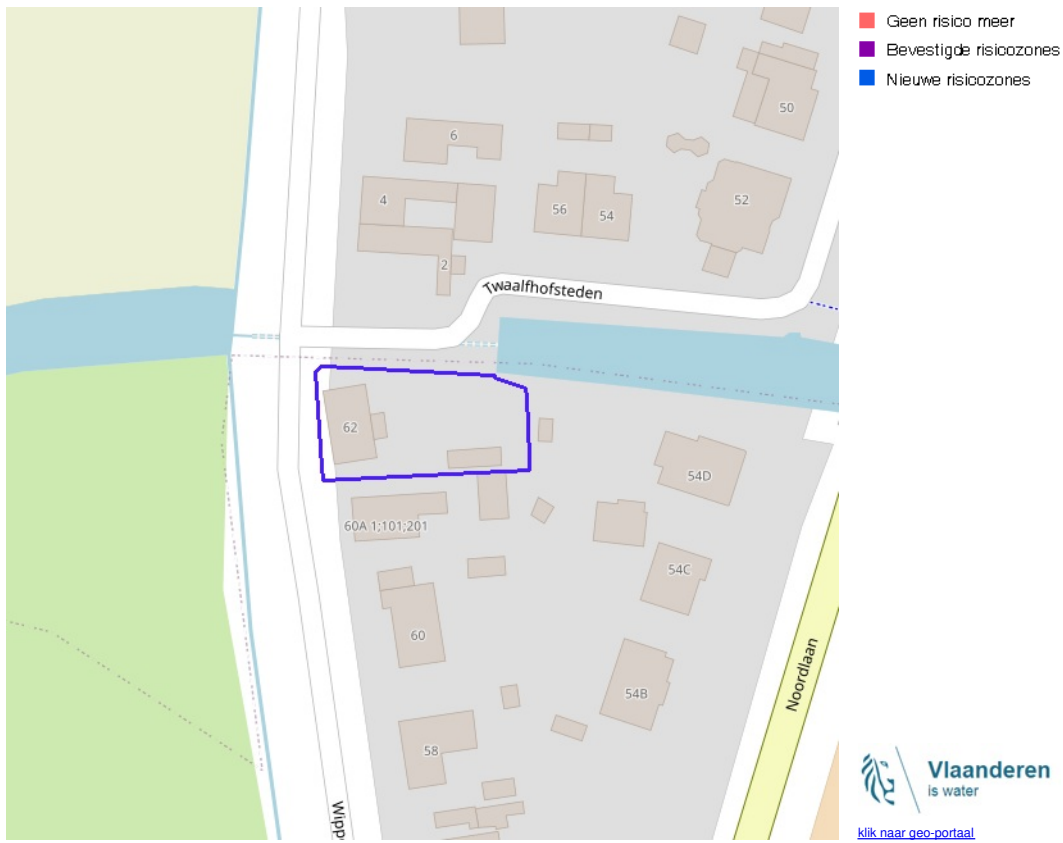 Geen risico meer
Bevestigde risicozones
Nieuwe risicozones
50
6
4
52
56
54
2
Twaalfhofsteden
62
54D
60A 1;101;201
54C
60
54B
Noordlaan
58
Wipp
Vlaanderen
is water
klik naar geo-portaal